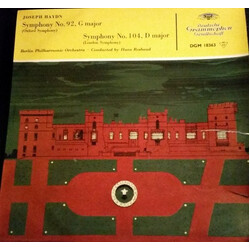 JOSEPH HAYDN
Symphony No. 92, G major
(Oxford Symphony)
Symphony No. 104, D major
(London Symphony)
Berlin Philharmonic Orchestra - Conducted by Hans Rosbaud
Deutsche
Grammophon
Gesellschaft
DGM 18363